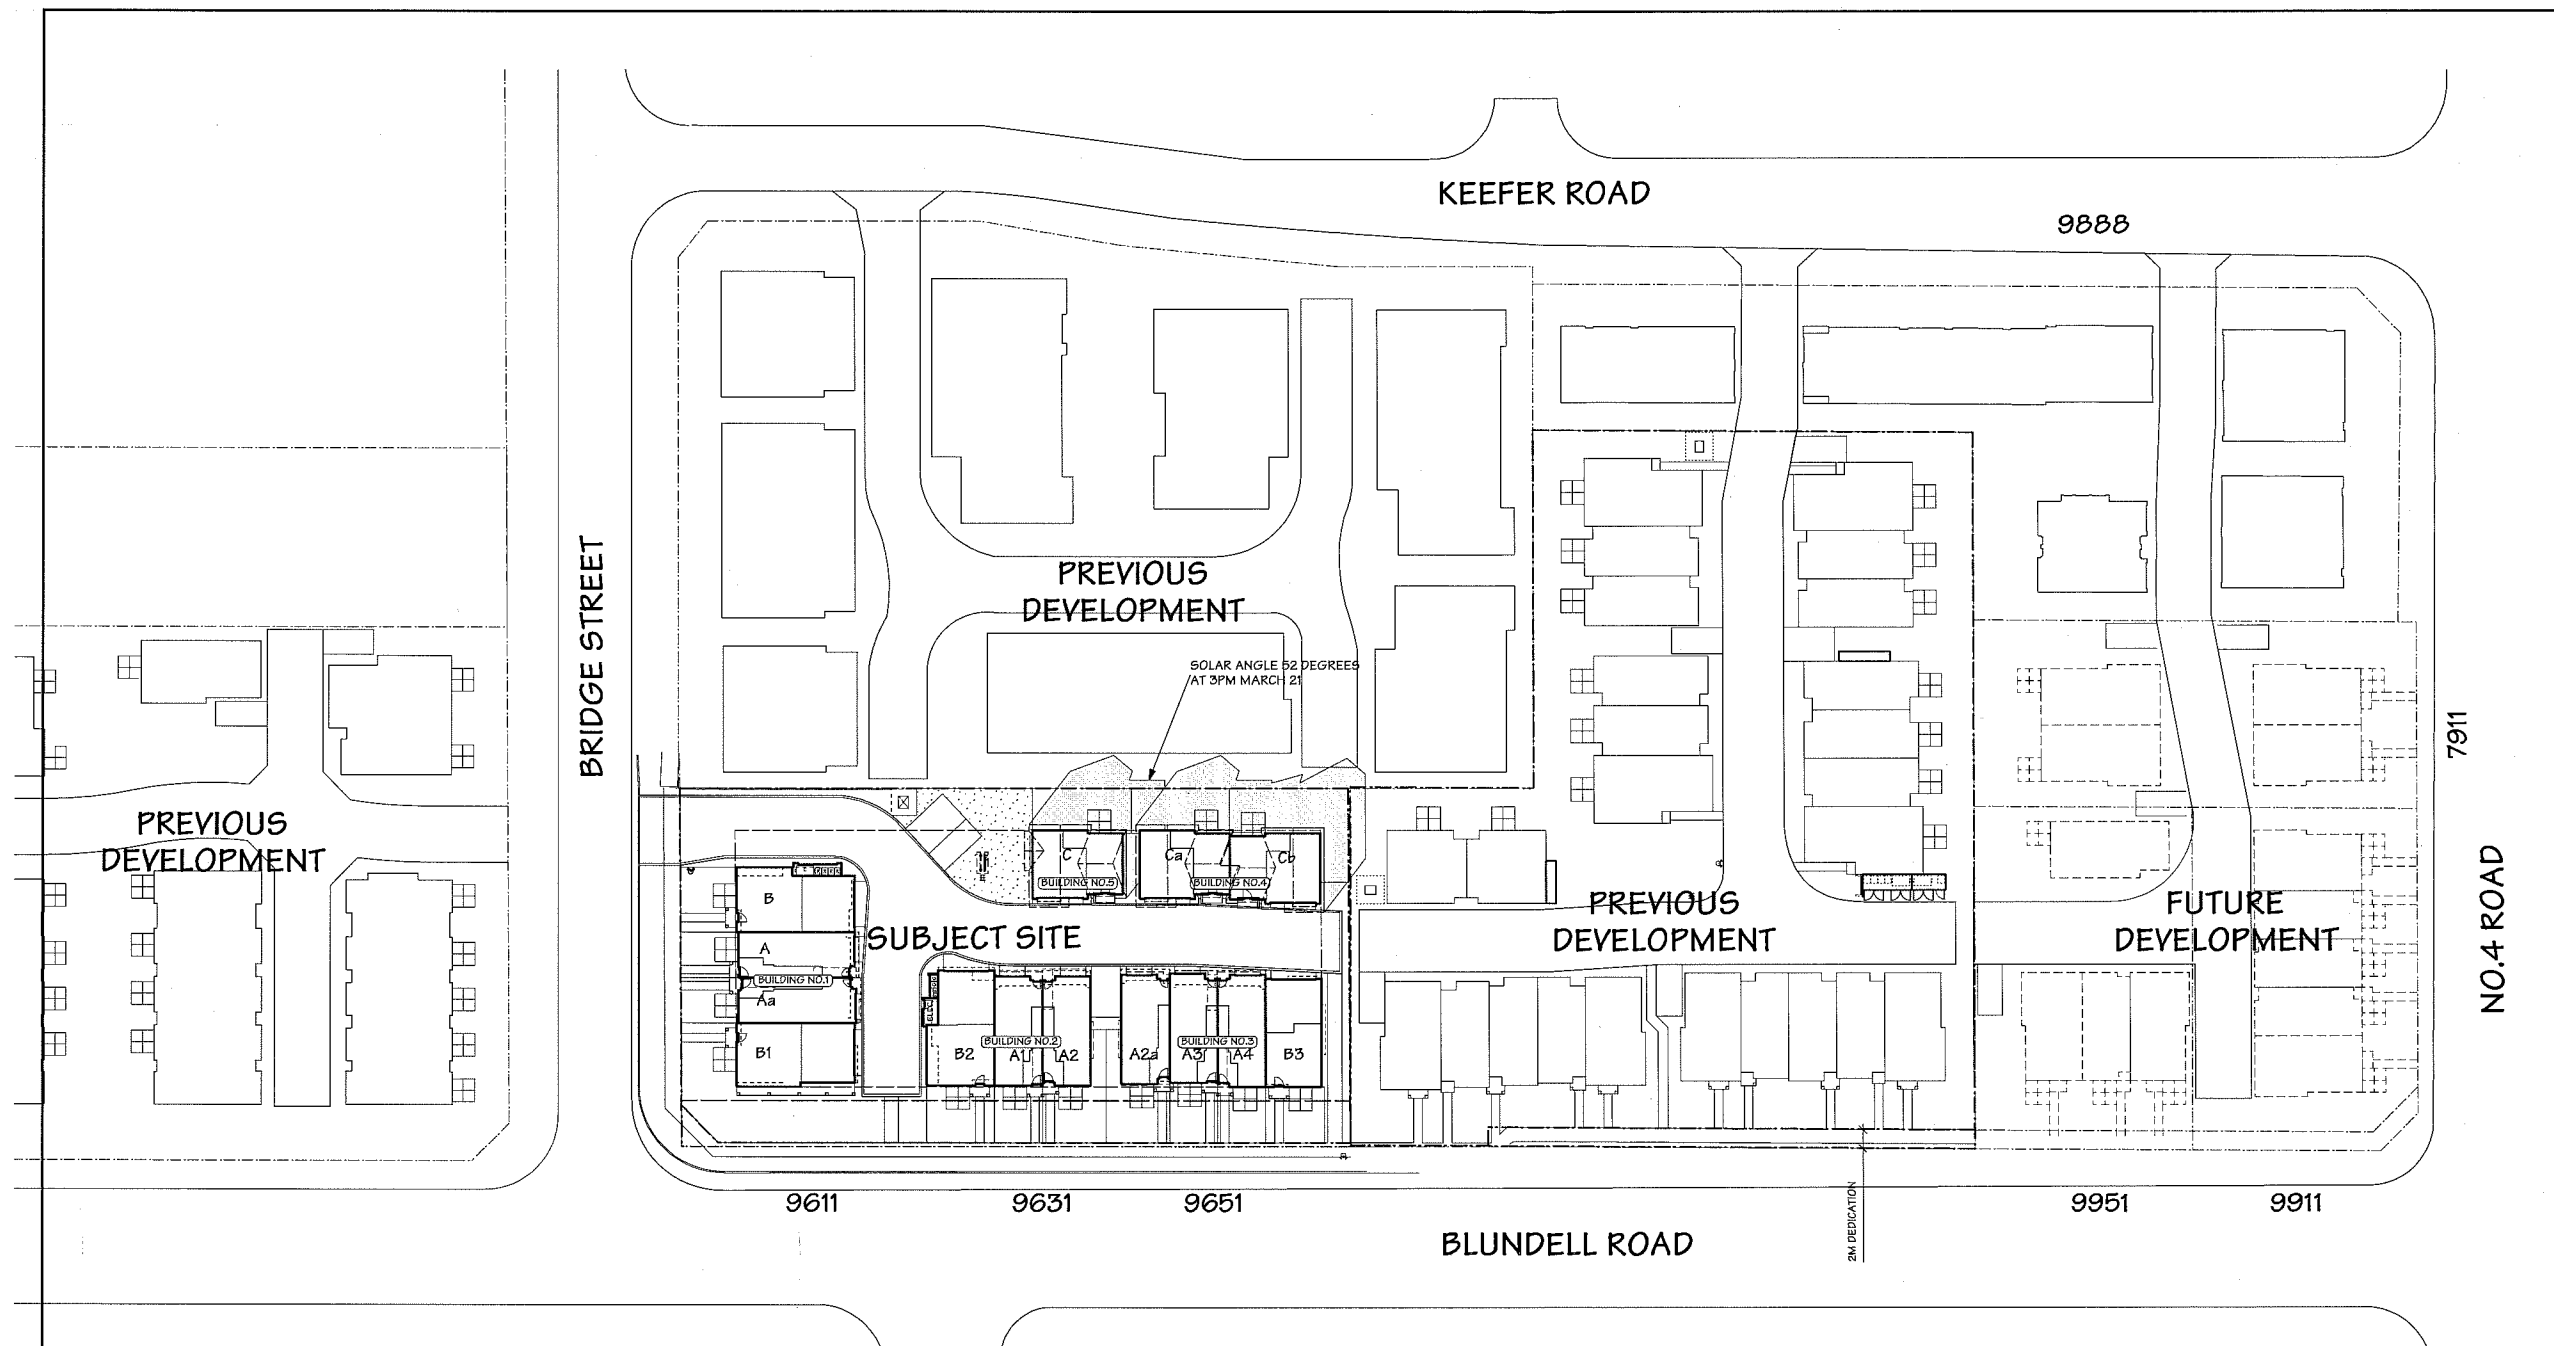 KEEFER ROAD
9888
BRIDGE STREET
PREVIOUS
DEVELOPMENT
SOLAR ANGLE 52 DEGREES
AT 3PM MARCH 21
7911
PREVIOUS
DEVELOPMENT
C
Ca
Cb
BUILDING NO.5
BUILDING NO.4
B
A
BUILDING NO.1
Aa
B1
SUBJECT SITE
ELEC
B2
BUILDING NO.2
A1
A2
A2a
BUILDING NO.3
A3
A4
B3
PREVIOUS
DEVELOPMENT
FUTURE
DEVELOPMENT
NO.4 ROAD
9611
9631
9651
2M DEDICATION
9951
9911
BLUNDELL ROAD